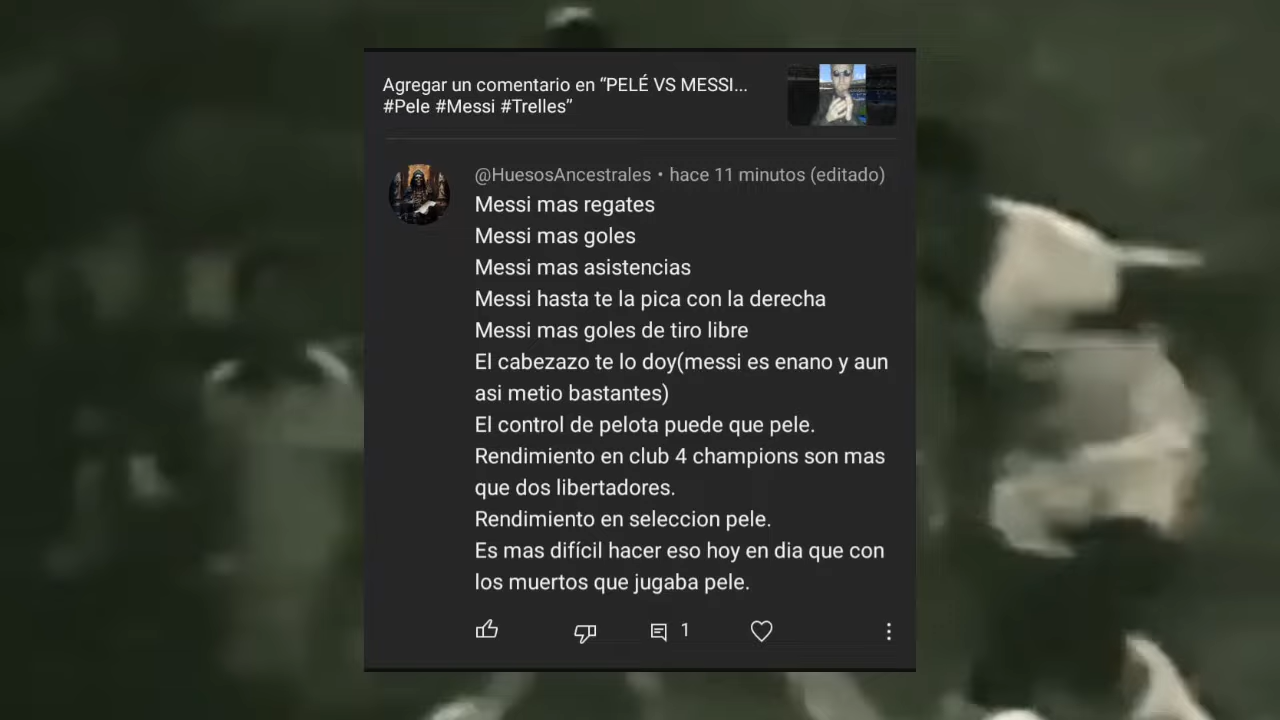 Agregar un comentario en “PELÉ VS MESSI...
#Pele #Messi #Trelles”
@HuesosAncestrales • hace 11 minutos (editado)
Messi mas regates
Messi mas goles
Messi mas asistencias
Messi hasta te la pica con la derecha
Messi mas goles de tiro libre
El cabezazo te lo doy(messi es enano y aun
asi metio bastantes)
El control de pelota puede que pele.
Rendimiento en club 4 champions son mas
que dos libertadores.
Rendimiento en seleccion pele.
Es mas difícil hacer eso hoy en dia que con
los muertos que jugaba pele.
1